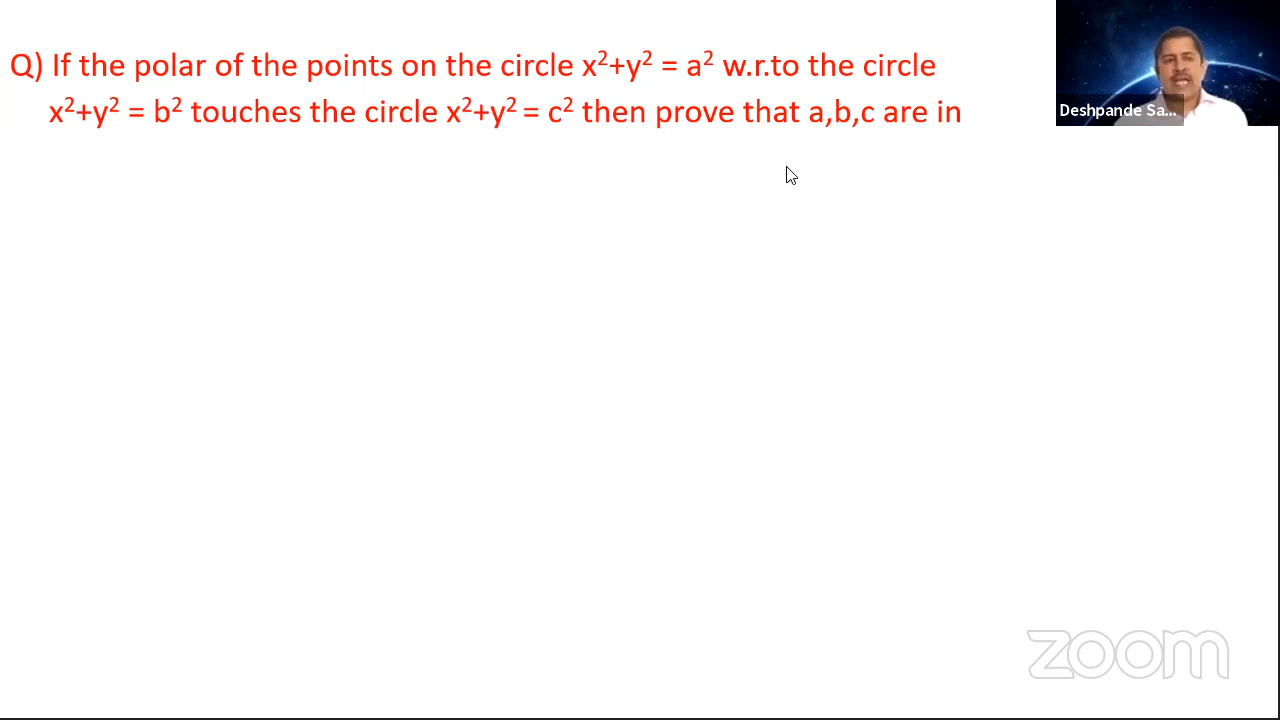 Q) If the polar of the points on the circle x²+y² = a² w.r.to the circle
x²+y² = b² touches the circle x²+y² = c² then prove that a,b,c are in
Deshpande Sa...
zoom